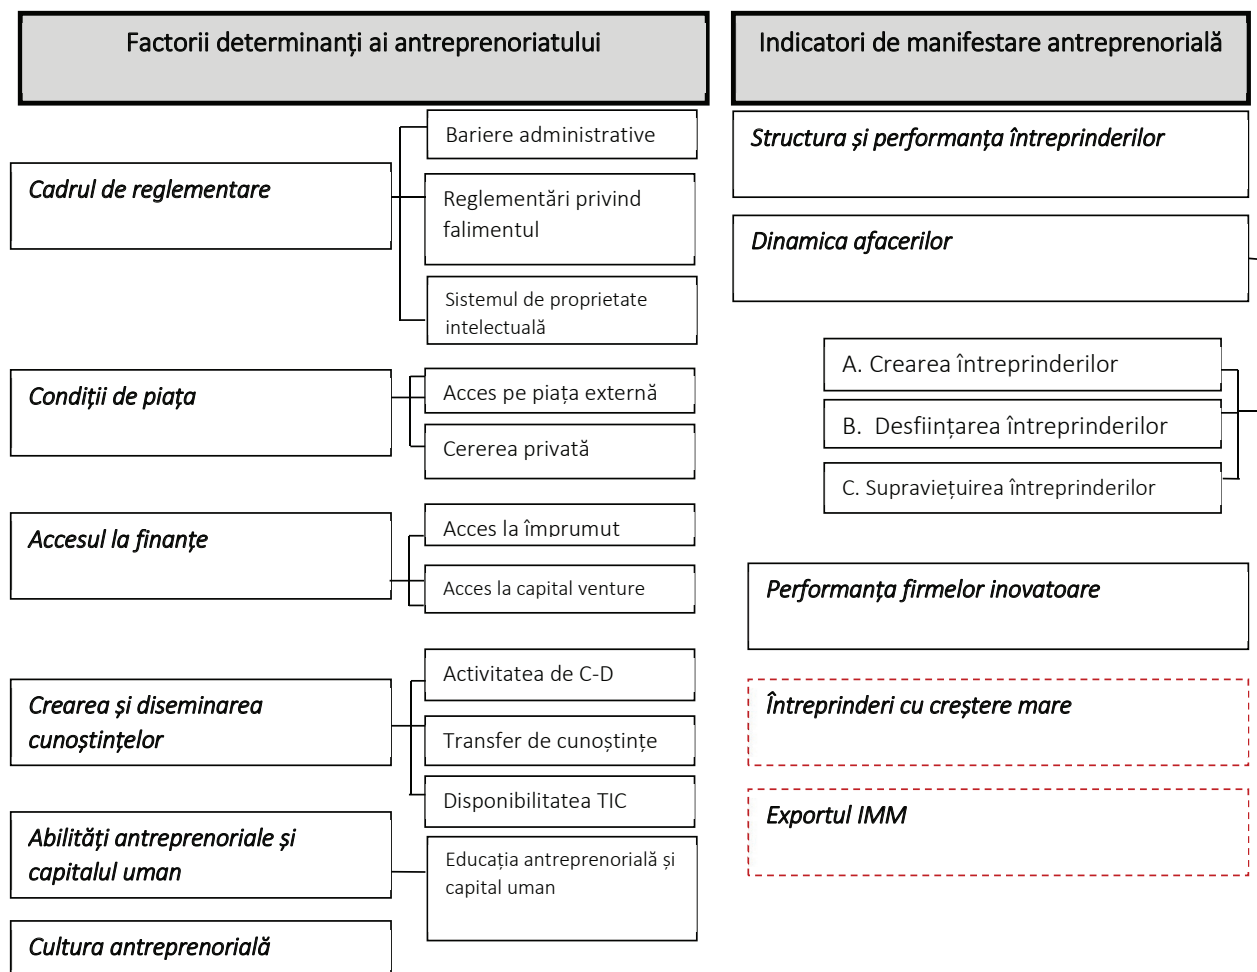 Factorii determinanți ai antreprenoriatului
Cadrul de reglementare
Bariere administrative
Reglementări privind
falimentul
Sistemul de proprietate
intelectuală
Condiții de piața
Acces pe piața externă
Cererea privată
Accesul la finanțe
Acces la împrumut
Acces la capital venture
Crearea și diseminarea
cunoștințelor
Activitatea de C-D
Transfer de cunoștințe
Disponibilitatea TIC
Abilități antreprenoriale și
capitalul uman
Educația antreprenorială și
capital uman
Cultura antreprenorială
Indicatori de manifestare antreprenorială
Structura și performanța întreprinderilor
Dinamica afacerilor
A. Crearea întreprinderilor
B. Desființarea întreprinderilor
C. Supraviețuirea întreprinderilor
Performanța firmelor inovatoare
Întreprinderi cu creștere mare
Exportul IMM